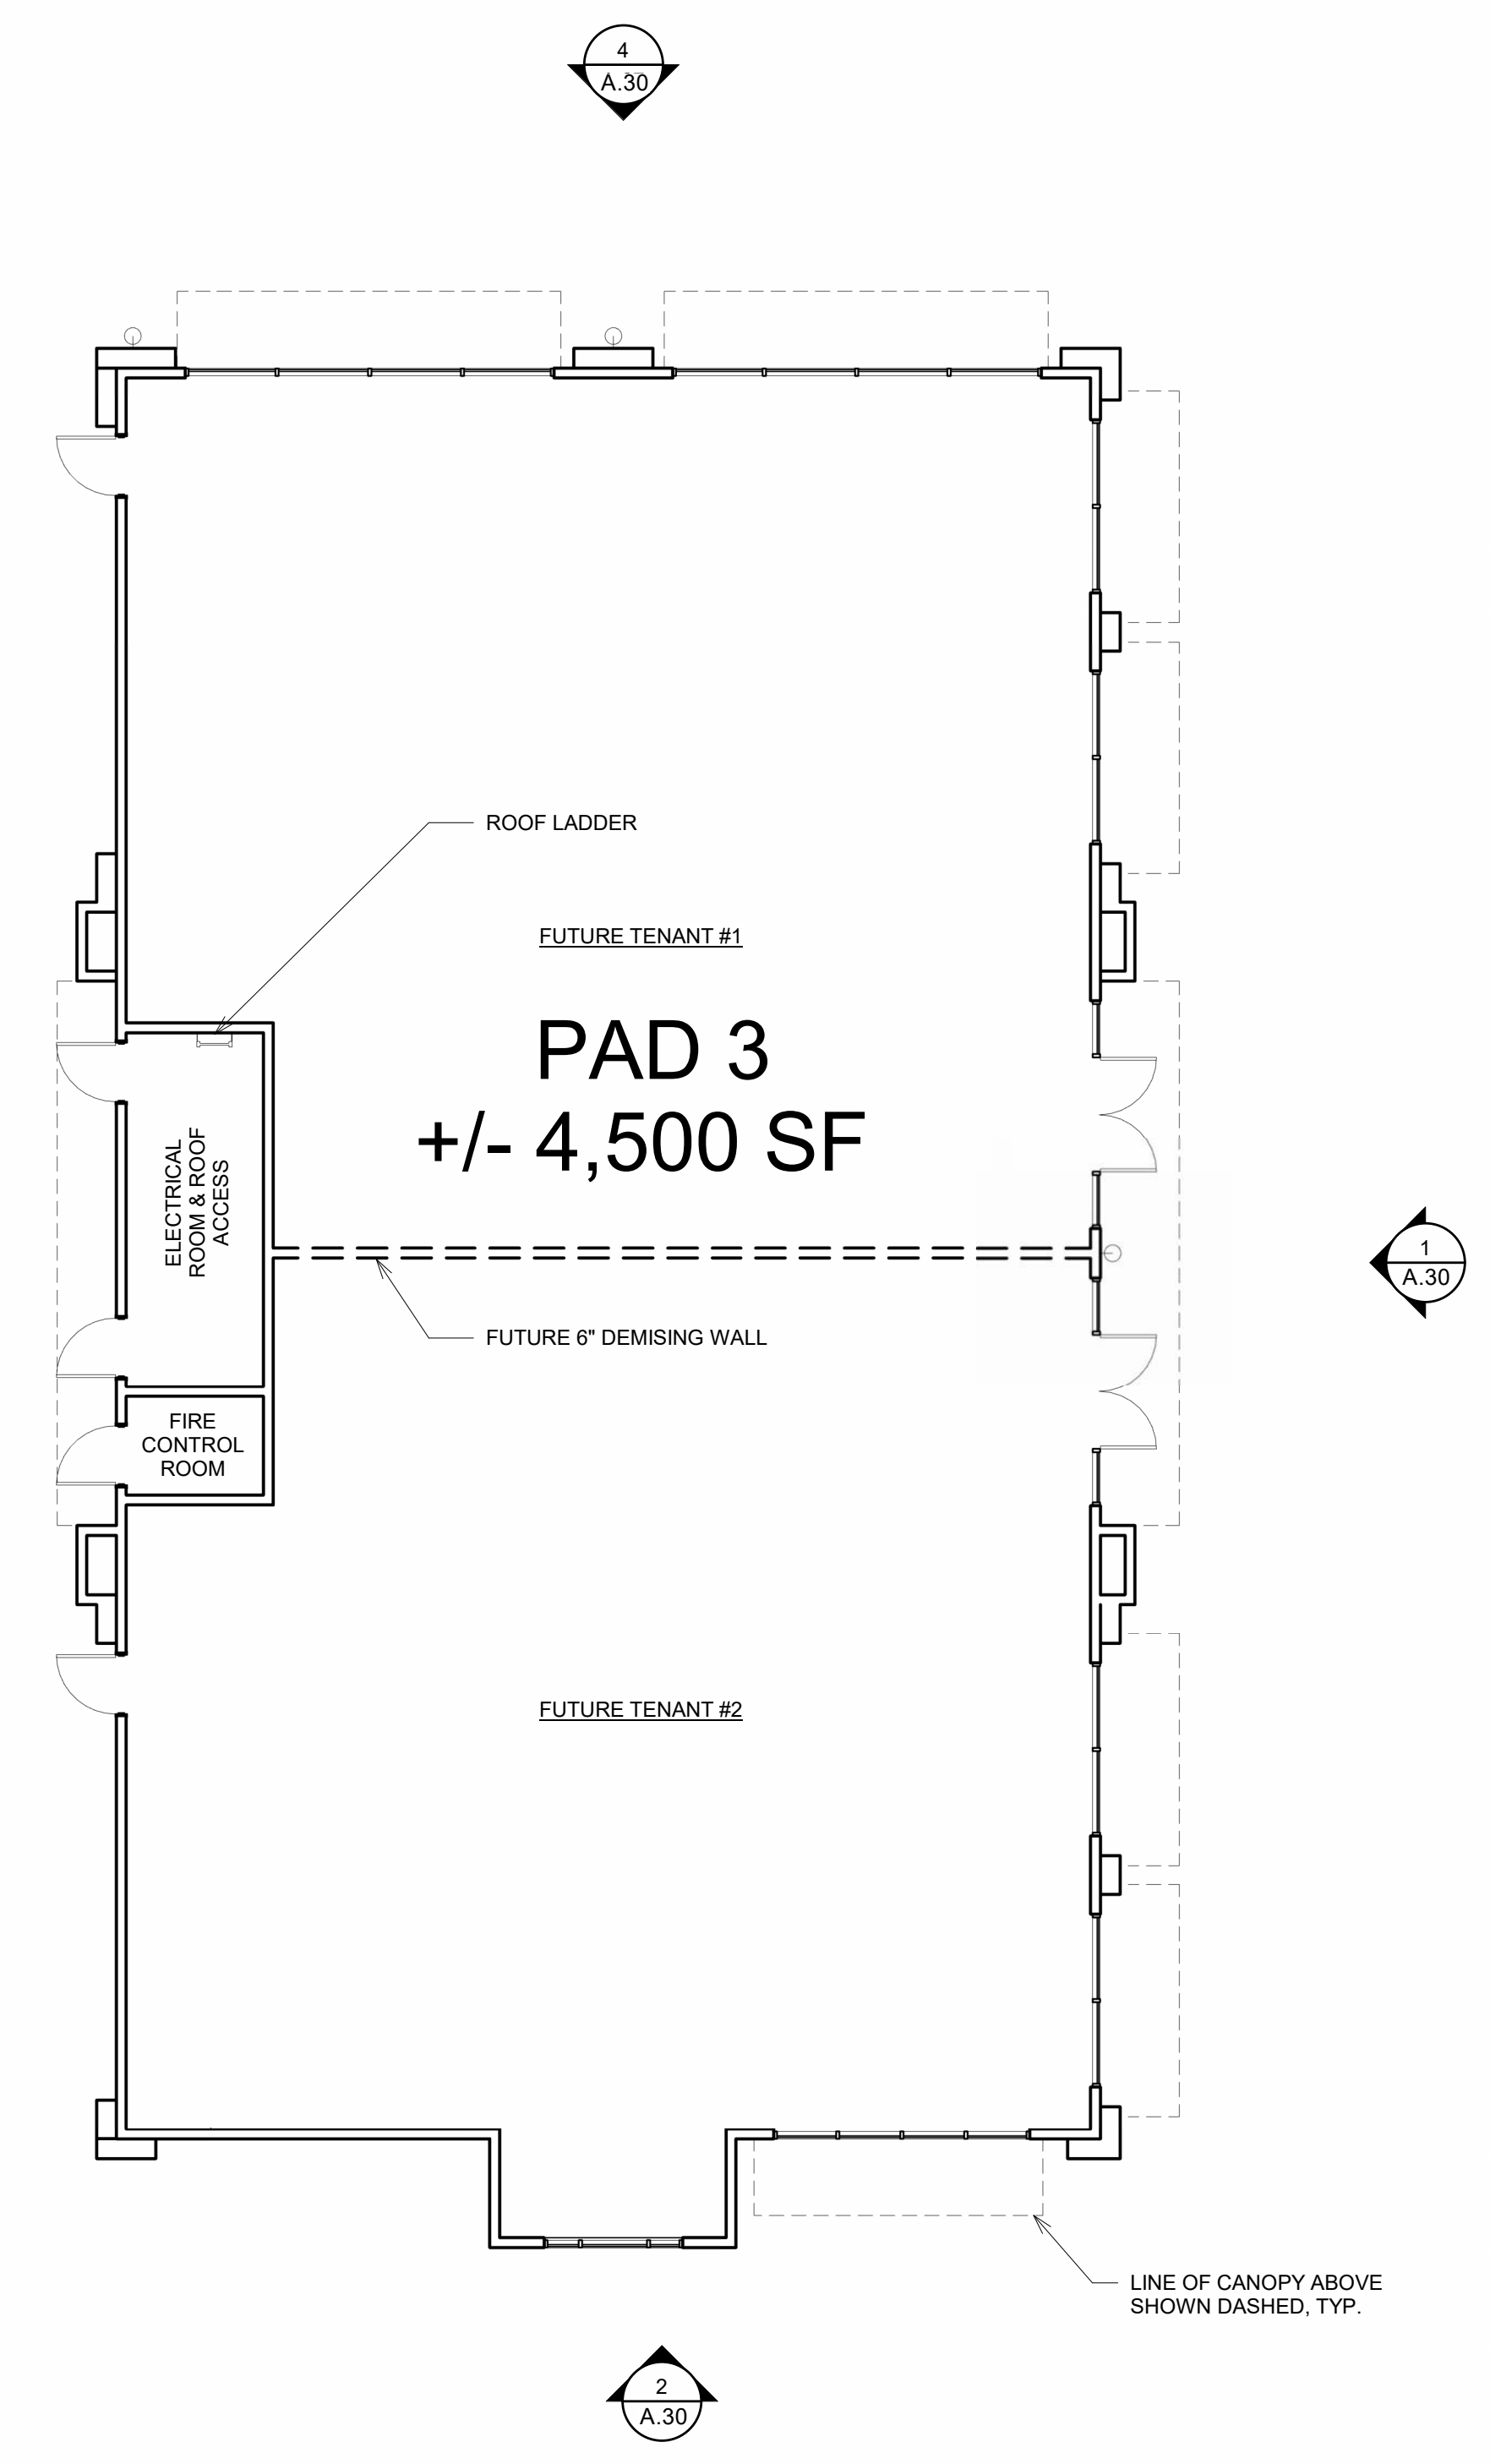 4
A.30
ROOF LADDER
FUTURE TENANT #1
PAD 3
+/- 4,500 SF
ELECTRICAL
ROOM & ROOF
ACCESS
1
A.30
FUTURE 6" DEMISING WALL
FIRE
CONTROL
ROOM
FUTURE TENANT #2
LINE OF CANOPY ABOVE
SHOWN DASHED, TYP.
2
A.30